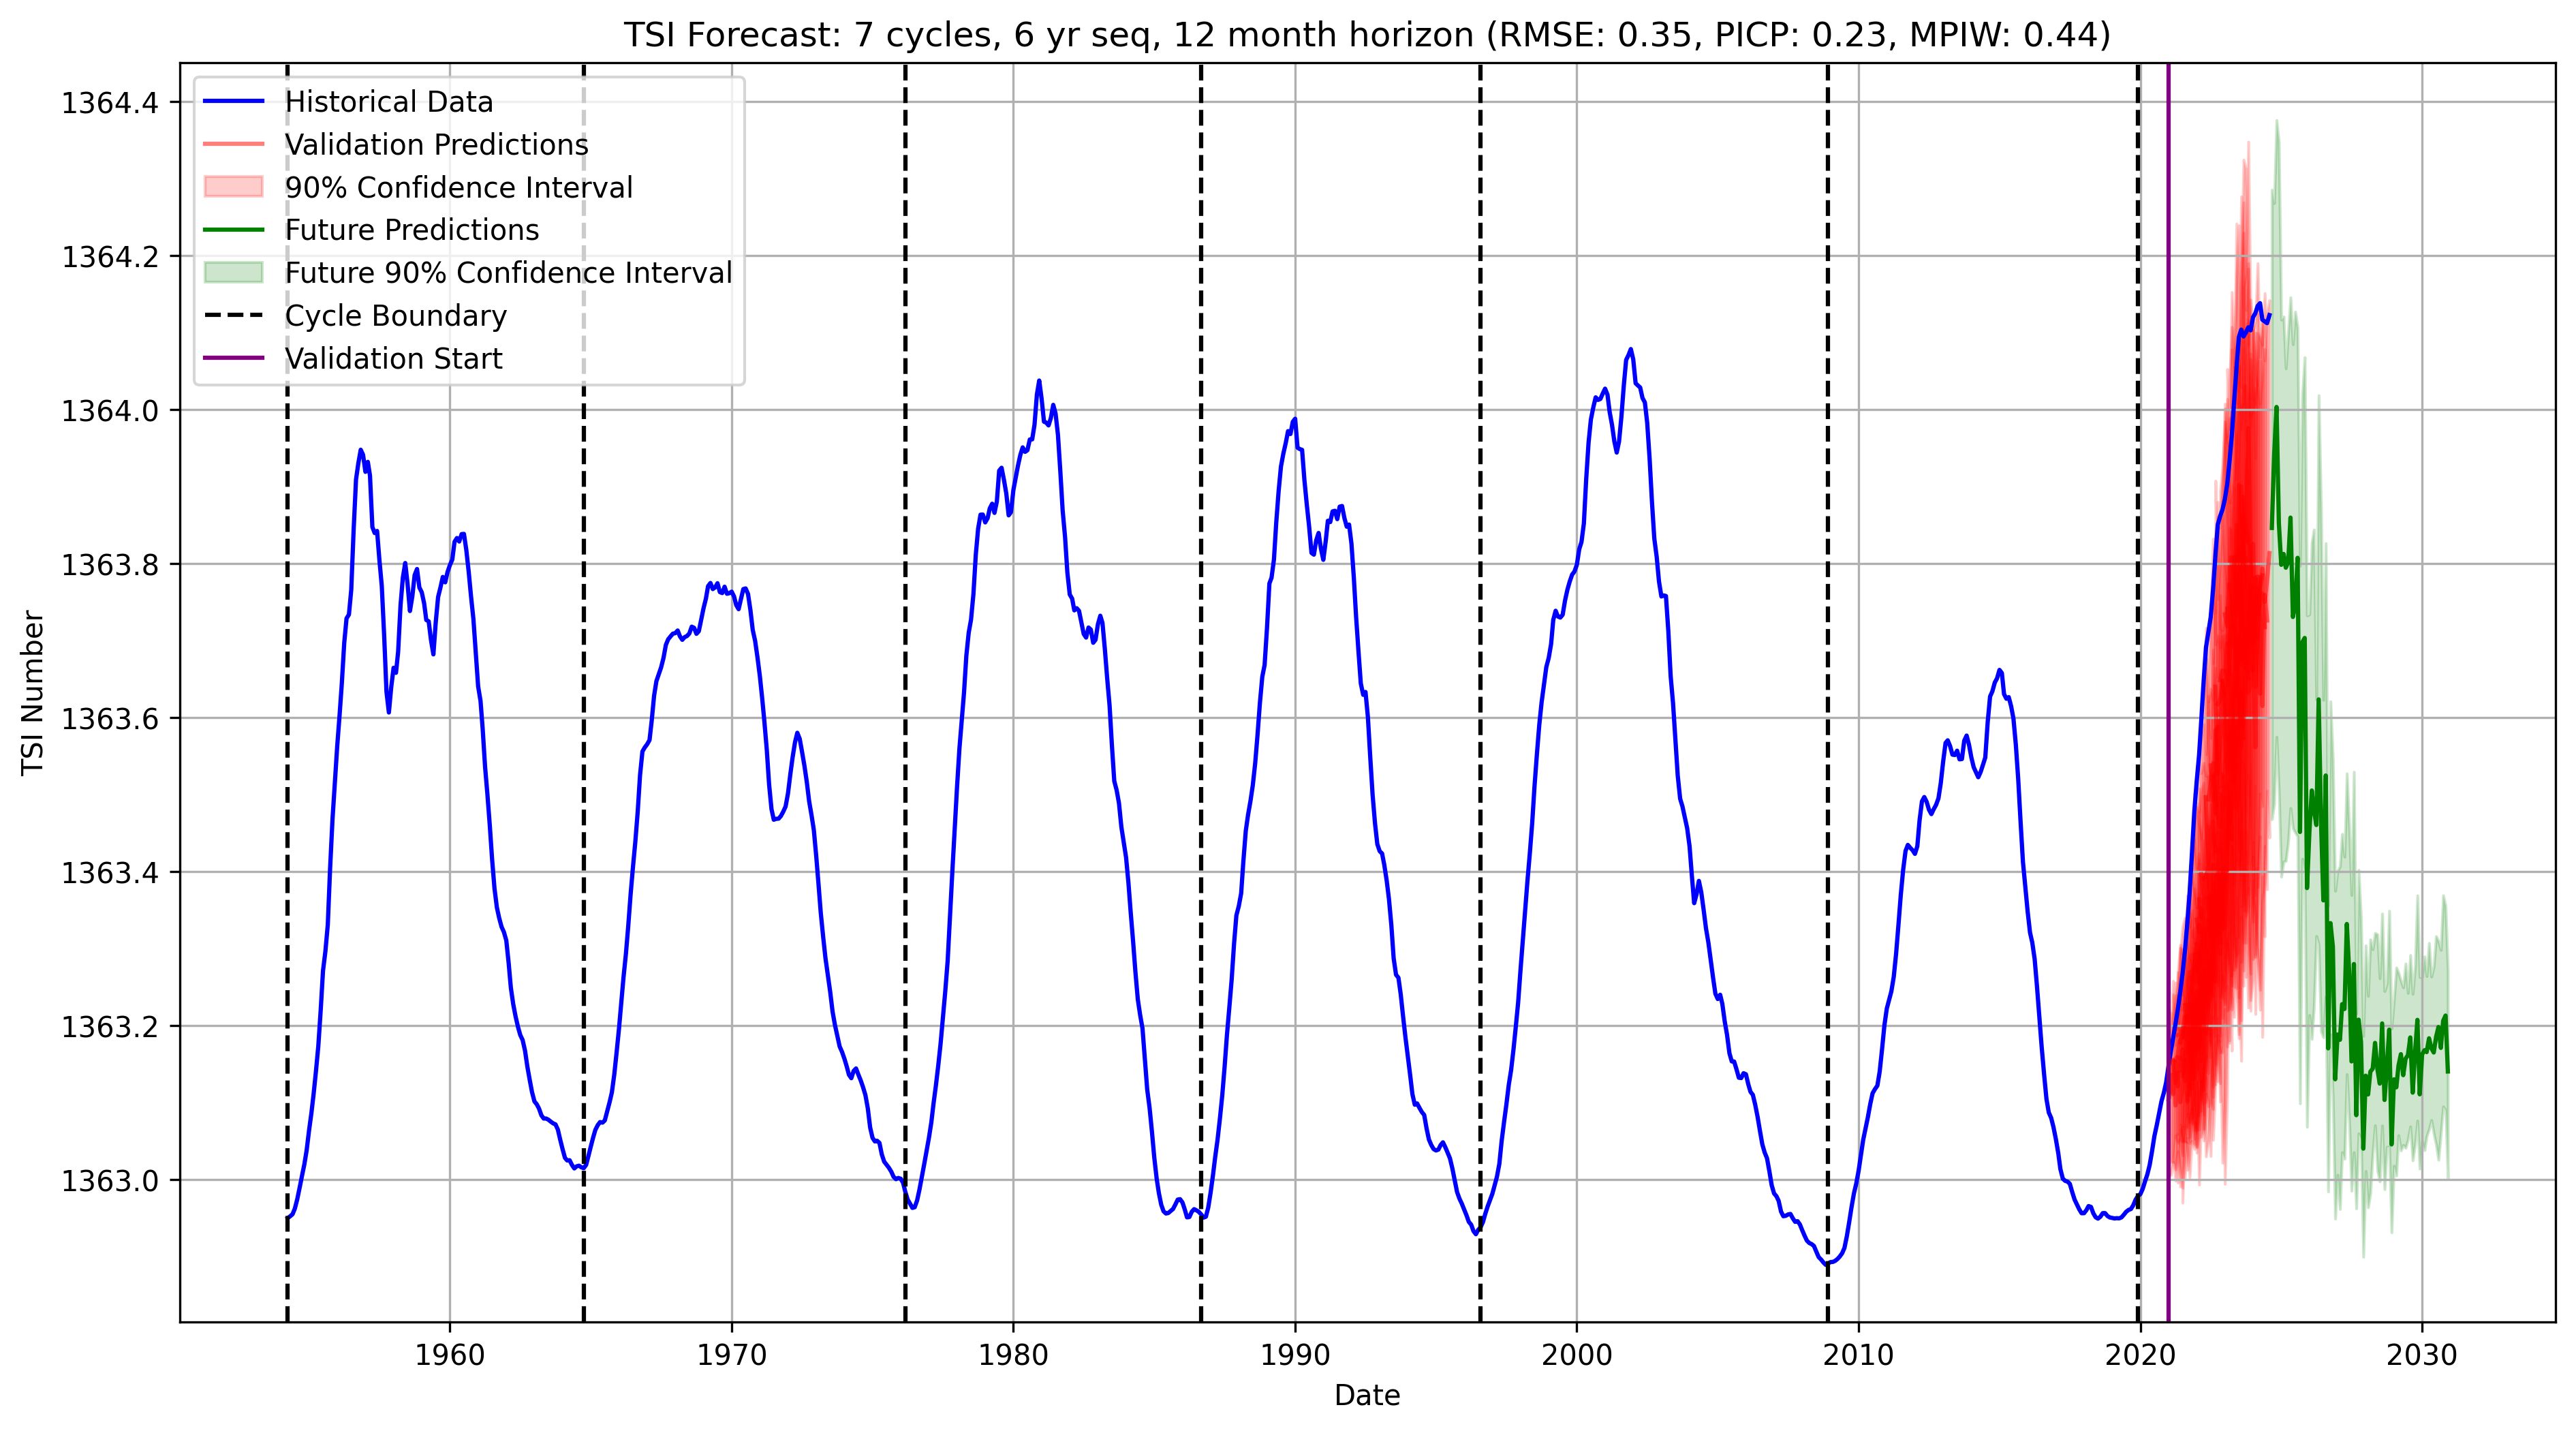 TSI Forecast: 7 cycles, 6 yr seq, 12 month horizon (RMSE: 0.35, PICP: 0.23, MPIW: 0.44)
Historical Data
Validation Predictions
90% Confidence Interval
Future Predictions
Future 90% Confidence Interval
Cycle Boundary
Validation Start
TSI Number
1364.4
1364.2
1364.0
1363.8
1363.6
1363.4
1363.2
1363.0
1960 1970 1980 1990 2000 2010 2020 2030
Date